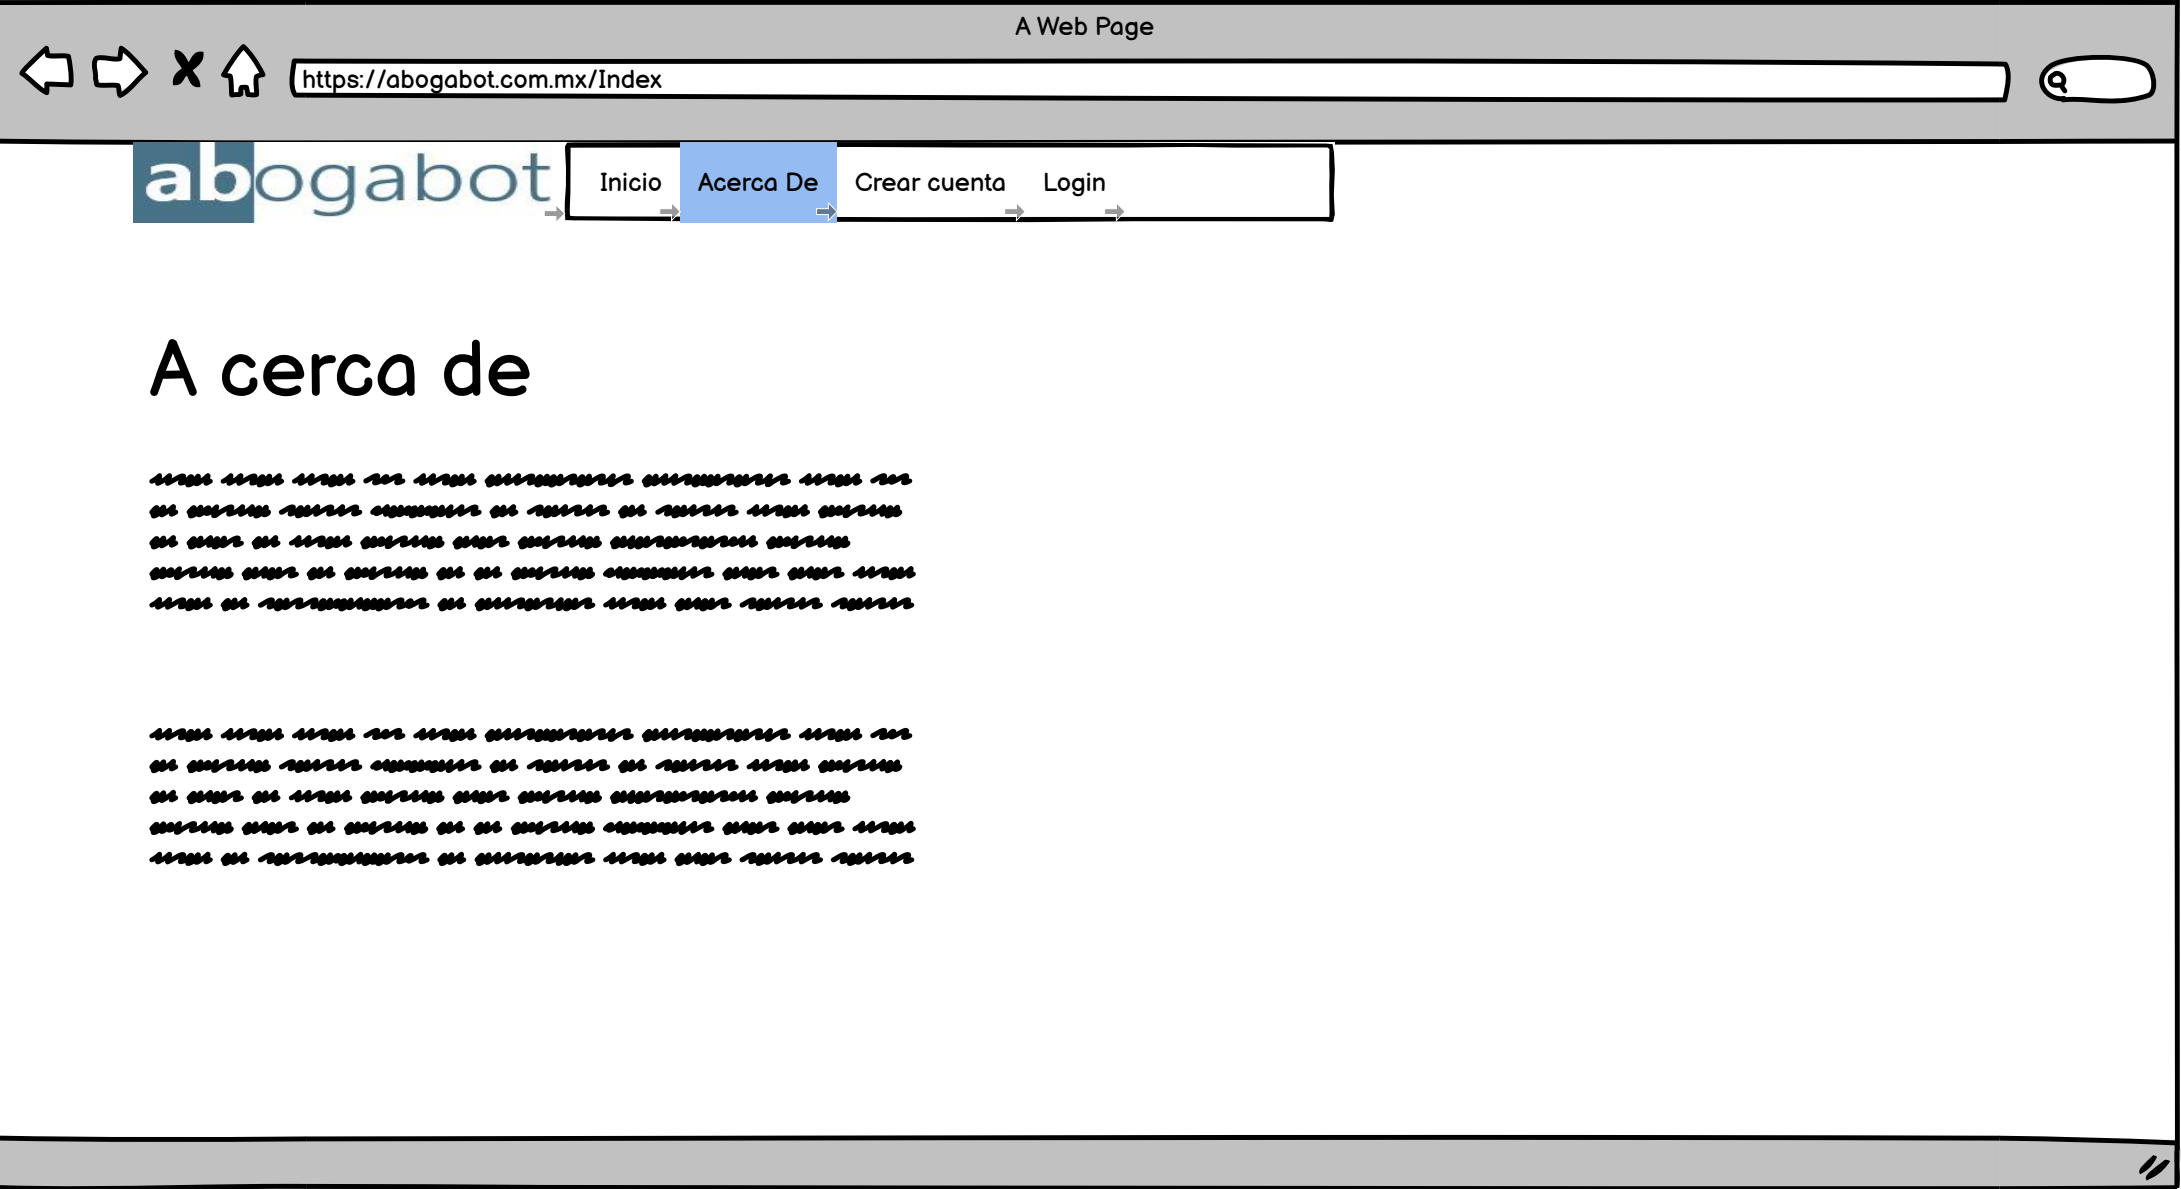 A Web Page
https://abogabot.com.mx/Index
abogabot
Inicio Acerca De Crear cuenta Login
A cerca de